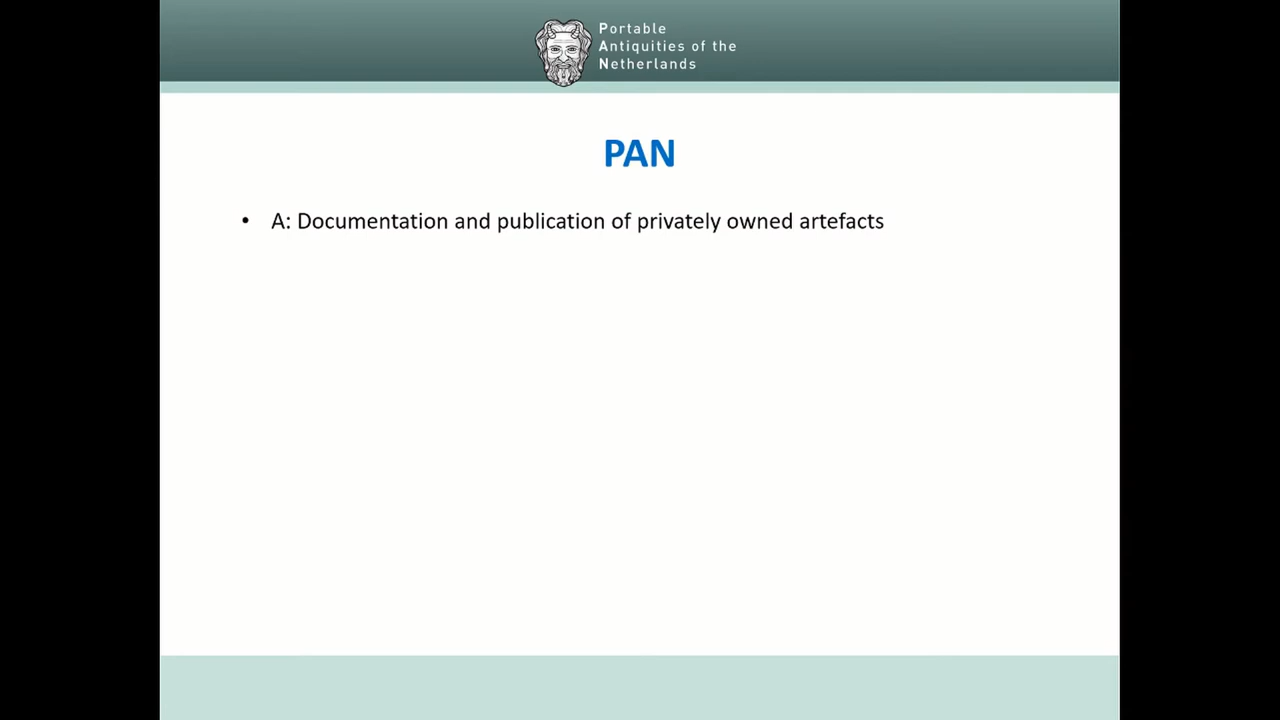 Portable
Antiquities of the
Netherlands
PAN
• A: Documentation and publication of privately owned artefacts